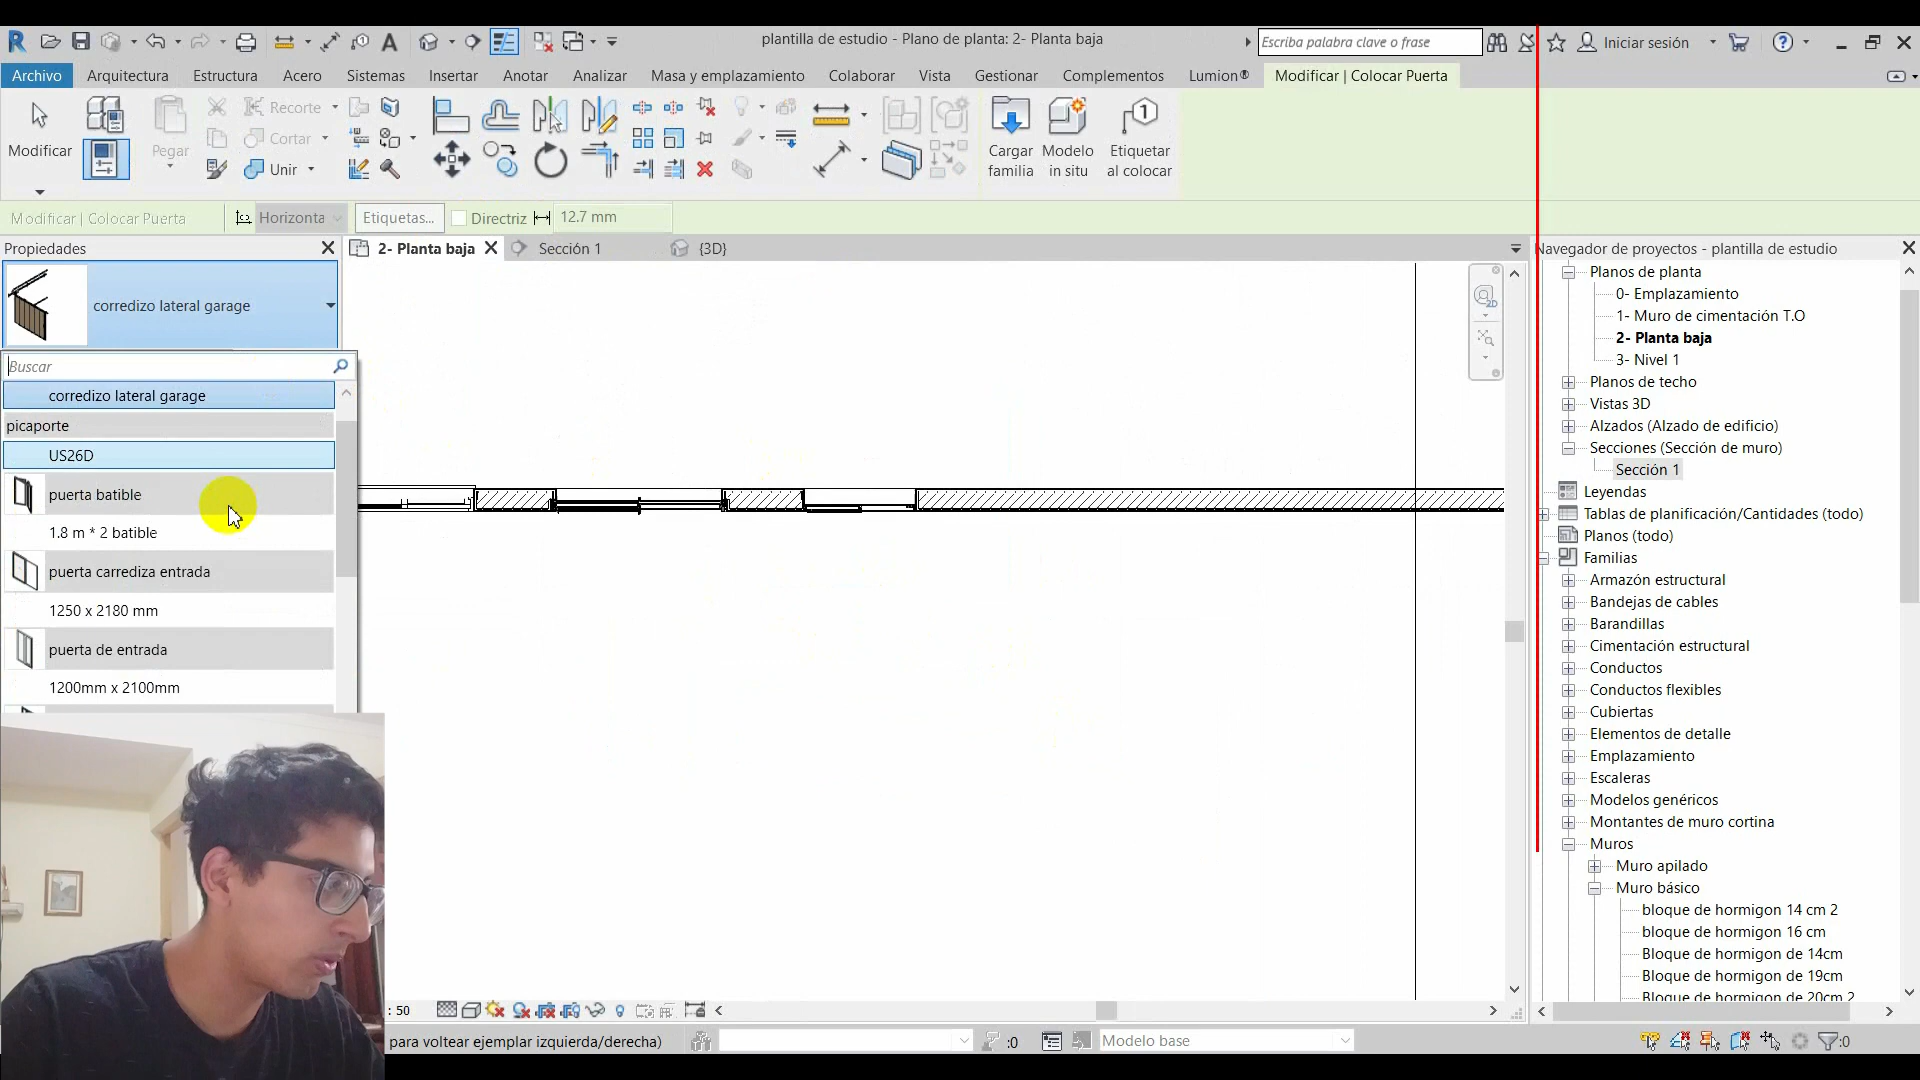 plantilla de estudio - Plano de planta: 2- Planta baja
Escriba palabra clave o frase
Iniciar sesión
Archivo
Arquitectura
Estructura
Acero
Sistemas
Insertar
Anotar
Analizar
Masa y emplazamiento
Colaborar
Vista
Gestionar
Complementos
Lumion®
Modificar | Colocar Puerta
Modificar
Pegar
Recorte
Cortar
Unir
Cargar familia
Modelo in situ
Etiquetar al colocar
Modificar | Colocar Puerta
Horizonta
Etiquetas...
Directriz
12.7 mm
Propiedades
2- Planta baja
Sección 1
{3D}
Navegador de proyectos - plantilla de estudio
corredizo lateral garage
Buscar
corredizo lateral garage
picaporte
US26D
puerta batible
1.8 m * 2 batible
puerta carrediza entrada
1250 x 2180 mm
puerta de entrada
1200mm x 2100mm
2D
Planos de planta
0- Emplazamiento
1- Muro de cimentación T.O
2- Planta baja
3- Nivel 1
Planos de techo
Vistas 3D
Alzados (Alzado de edificio)
Secciones (Sección de muro)
Sección 1
Leyendas
Tablas de planificación/Cantidades (todo)
Planos (todo)
Familias
Armazón estructural
Bandejas de cables
Barandillas
Cimentación estructural
Conductos
Conductos flexibles
Cubiertas
Elementos de detalle
Emplazamiento
Escaleras
Modelos genéricos
Montantes de muro cortina
Muros
Muro apilado
Muro básico
bloque de hormigon 14 cm 2
bloque de hormigon 16 cm
Bloque de hormigon de 14cm
Bloque de hormigon de 19cm
Bloque de hormigon de 20cm 2
: 50
para voltear ejemplar izquierda/derecha)
:0
Modelo base
:0